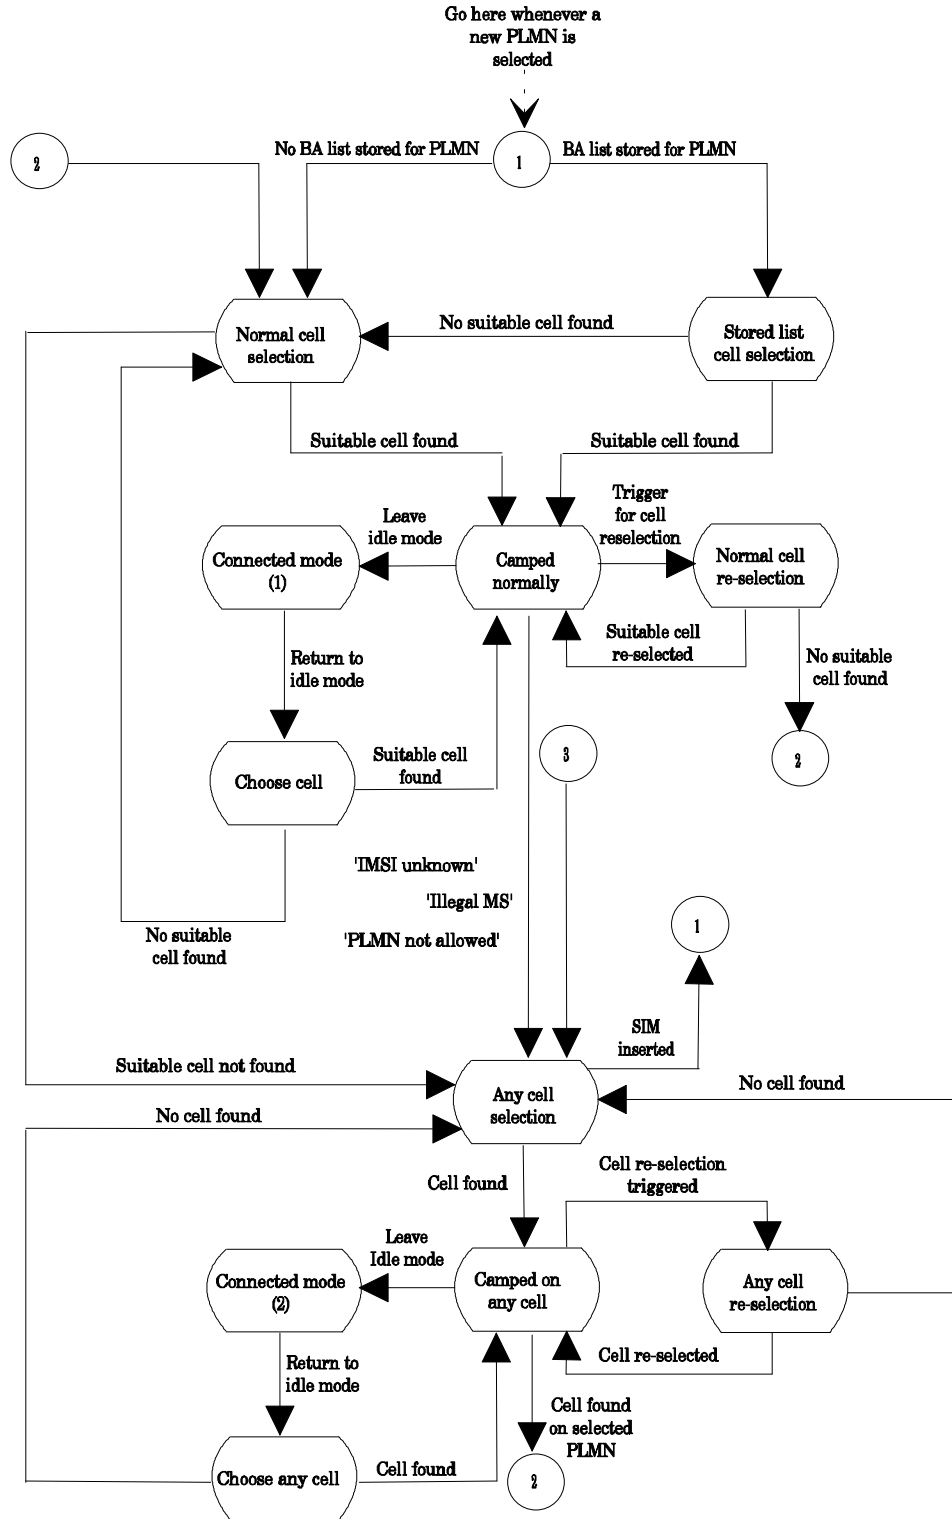 Go here whenever a
new PLMN is
selected
2
No BA list stored for PLMN
1
BA list stored for PLMN
Normal cell
selection
No suitable cell found
Stored list
cell selection
Suitable cell found
Suitable cell found
Trigger
for cell
reselection
Leave
idle mode
Connected mode
(1)
Camped
normally
Normal cell
re-selection
Suitable cell
re-selected
Return to
idle mode
No suitable
cell found
Choose cell
Suitable cell
found
3
2
'IMSI unknown'
'Illegal MS'
'PLMN not allowed'
No suitable
cell found
1
SIM
inserted
Suitable cell not found
Any cell
selection
No cell found
No cell found
Cell found
Cell re-selection
triggered
Leave
Idle mode
Connected mode
(2)
Camped on
any cell
Any cell
re-selection
Return to
idle mode
Cell re-selected
Cell found
on selected
PLMN
Choose any cell
Cell found
2